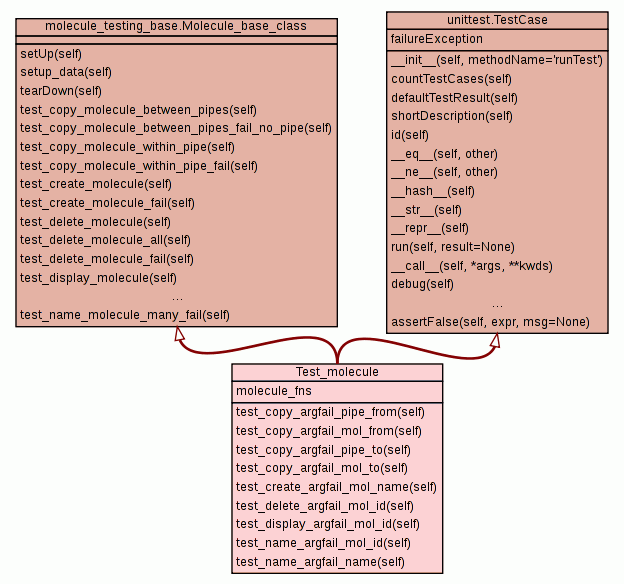 molecule_testing_base.Molecule_base_class
setUp(self)
setup_data(self)
tearDown(self)
test_copy_molecule_between_pipes(self)
test_copy_molecule_between_pipes_fail_no_pipe(self)
test_copy_molecule_within_pipe(self)
test_copy_molecule_within_pipe_fail(self)
test_create_molecule(self)
test_create_molecule_fail(self)
test_delete_molecule(self)
test_delete_molecule_all(self)
test_delete_molecule_fail(self)
test_display_molecule(self)
...
test_name_molecule_many_fail(self)
unittest.TestCase
failureException
__init__(self, methodName='runTest')
countTestCases(self)
defaultTestResult(self)
shortDescription(self)
id(self)
__eq__(self, other)
__ne__(self, other)
__hash__(self)
__str__(self)
__repr__(self)
run(self, result=None)
__call__(self, *args, **kwds)
debug(self)
...
assertFalse(self, expr, msg=None)
Test_molecule
molecule_fns
test_copy_argfail_pipe_from(self)
test_copy_argfail_mol_from(self)
test_copy_argfail_pipe_to(self)
test_copy_argfail_mol_to(self)
test_create_argfail_mol_name(self)
test_delete_argfail_mol_id(self)
test_display_argfail_mol_id(self)
test_name_argfail_mol_id(self)
test_name_argfail_name(self)